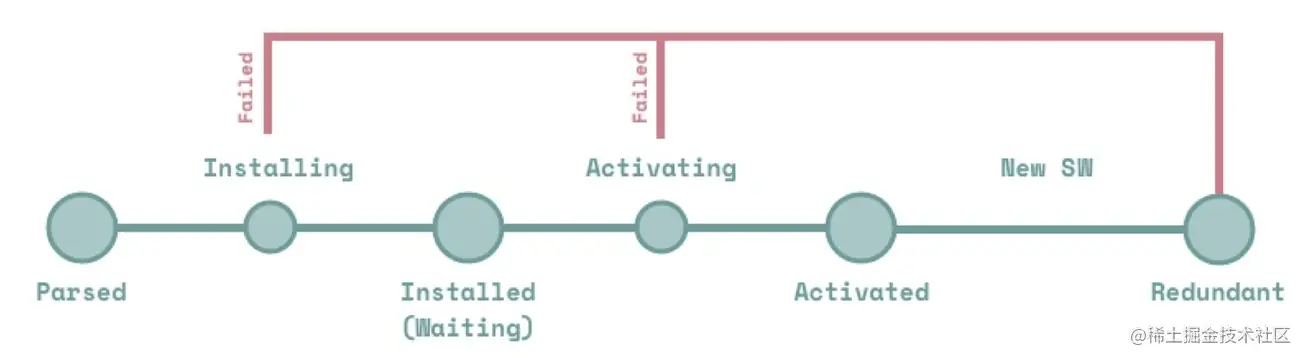 Failed
Failed
Installing
Activating
New SW
Parsed
Installed
(Waiting)
Activated
Redundant
@稀土掘金技术社区